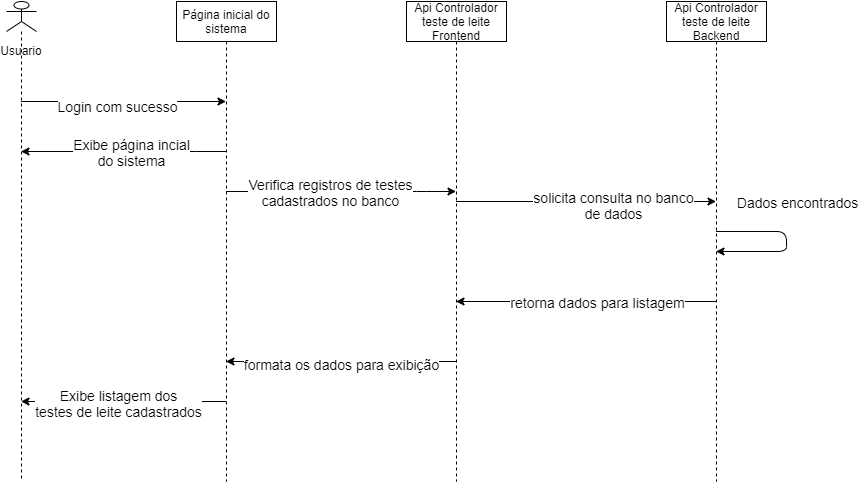 Usuario
Página inicial do
sistema
Api Controlador
teste de leite
Frontend
Api Controlador
teste de leite
Backend
Login com sucesso
Exibe página incial
do sistema
Verifica registros de testes
cadastrados no banco
solicita consulta no banco
de dados
Dados encontrados
retorna dados para listagem
formata os dados para exibição
Exibe listagem dos
testes de leite cadastrados